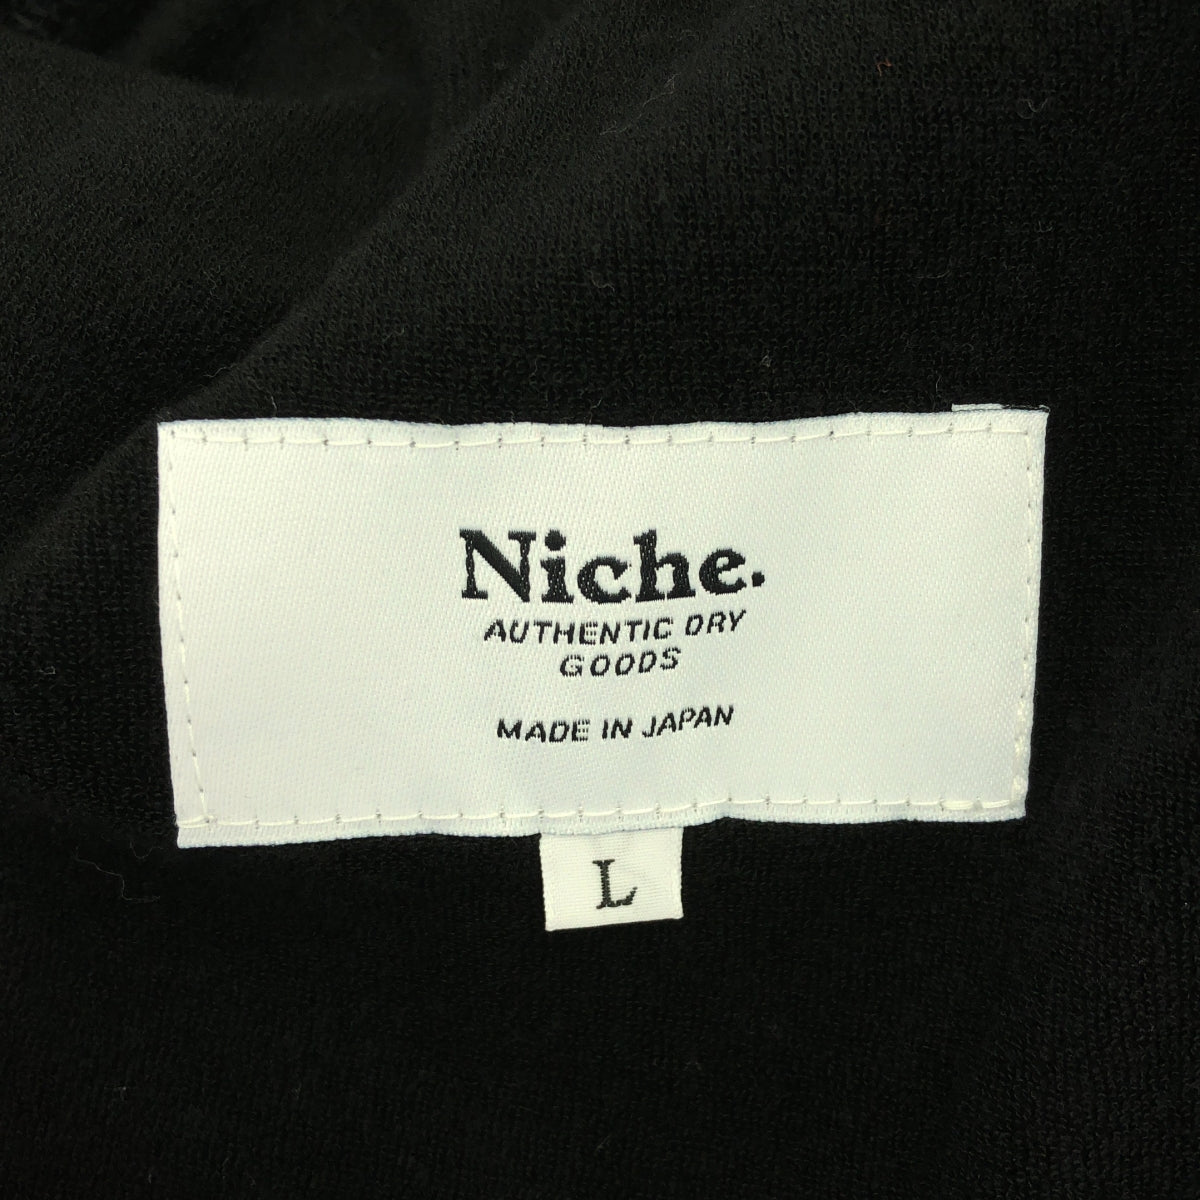 Niche.
AUTHENTIC DRY
GOODS
MADE IN JAPAN
L